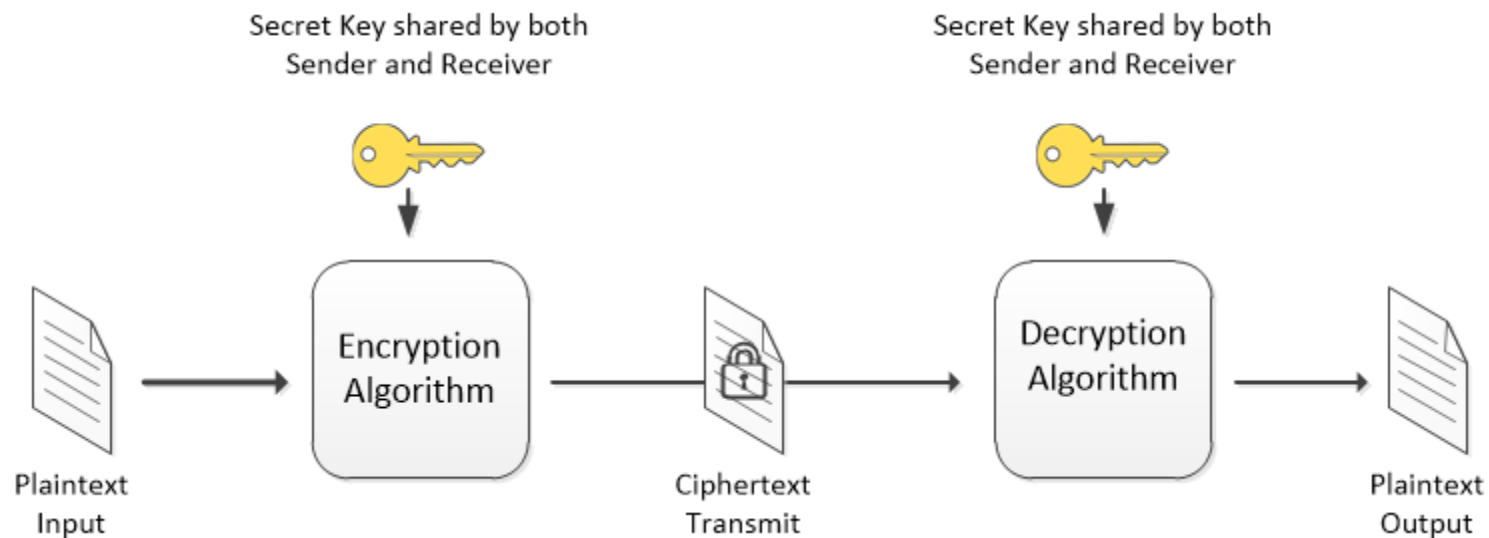 Secret Key shared by both
Sender and Receiver
Secret Key shared by both
Sender and Receiver
Encryption
Algorithm
Decryption
Algorithm
Plaintext
Input
Ciphertext
Transmit
Plaintext
Output